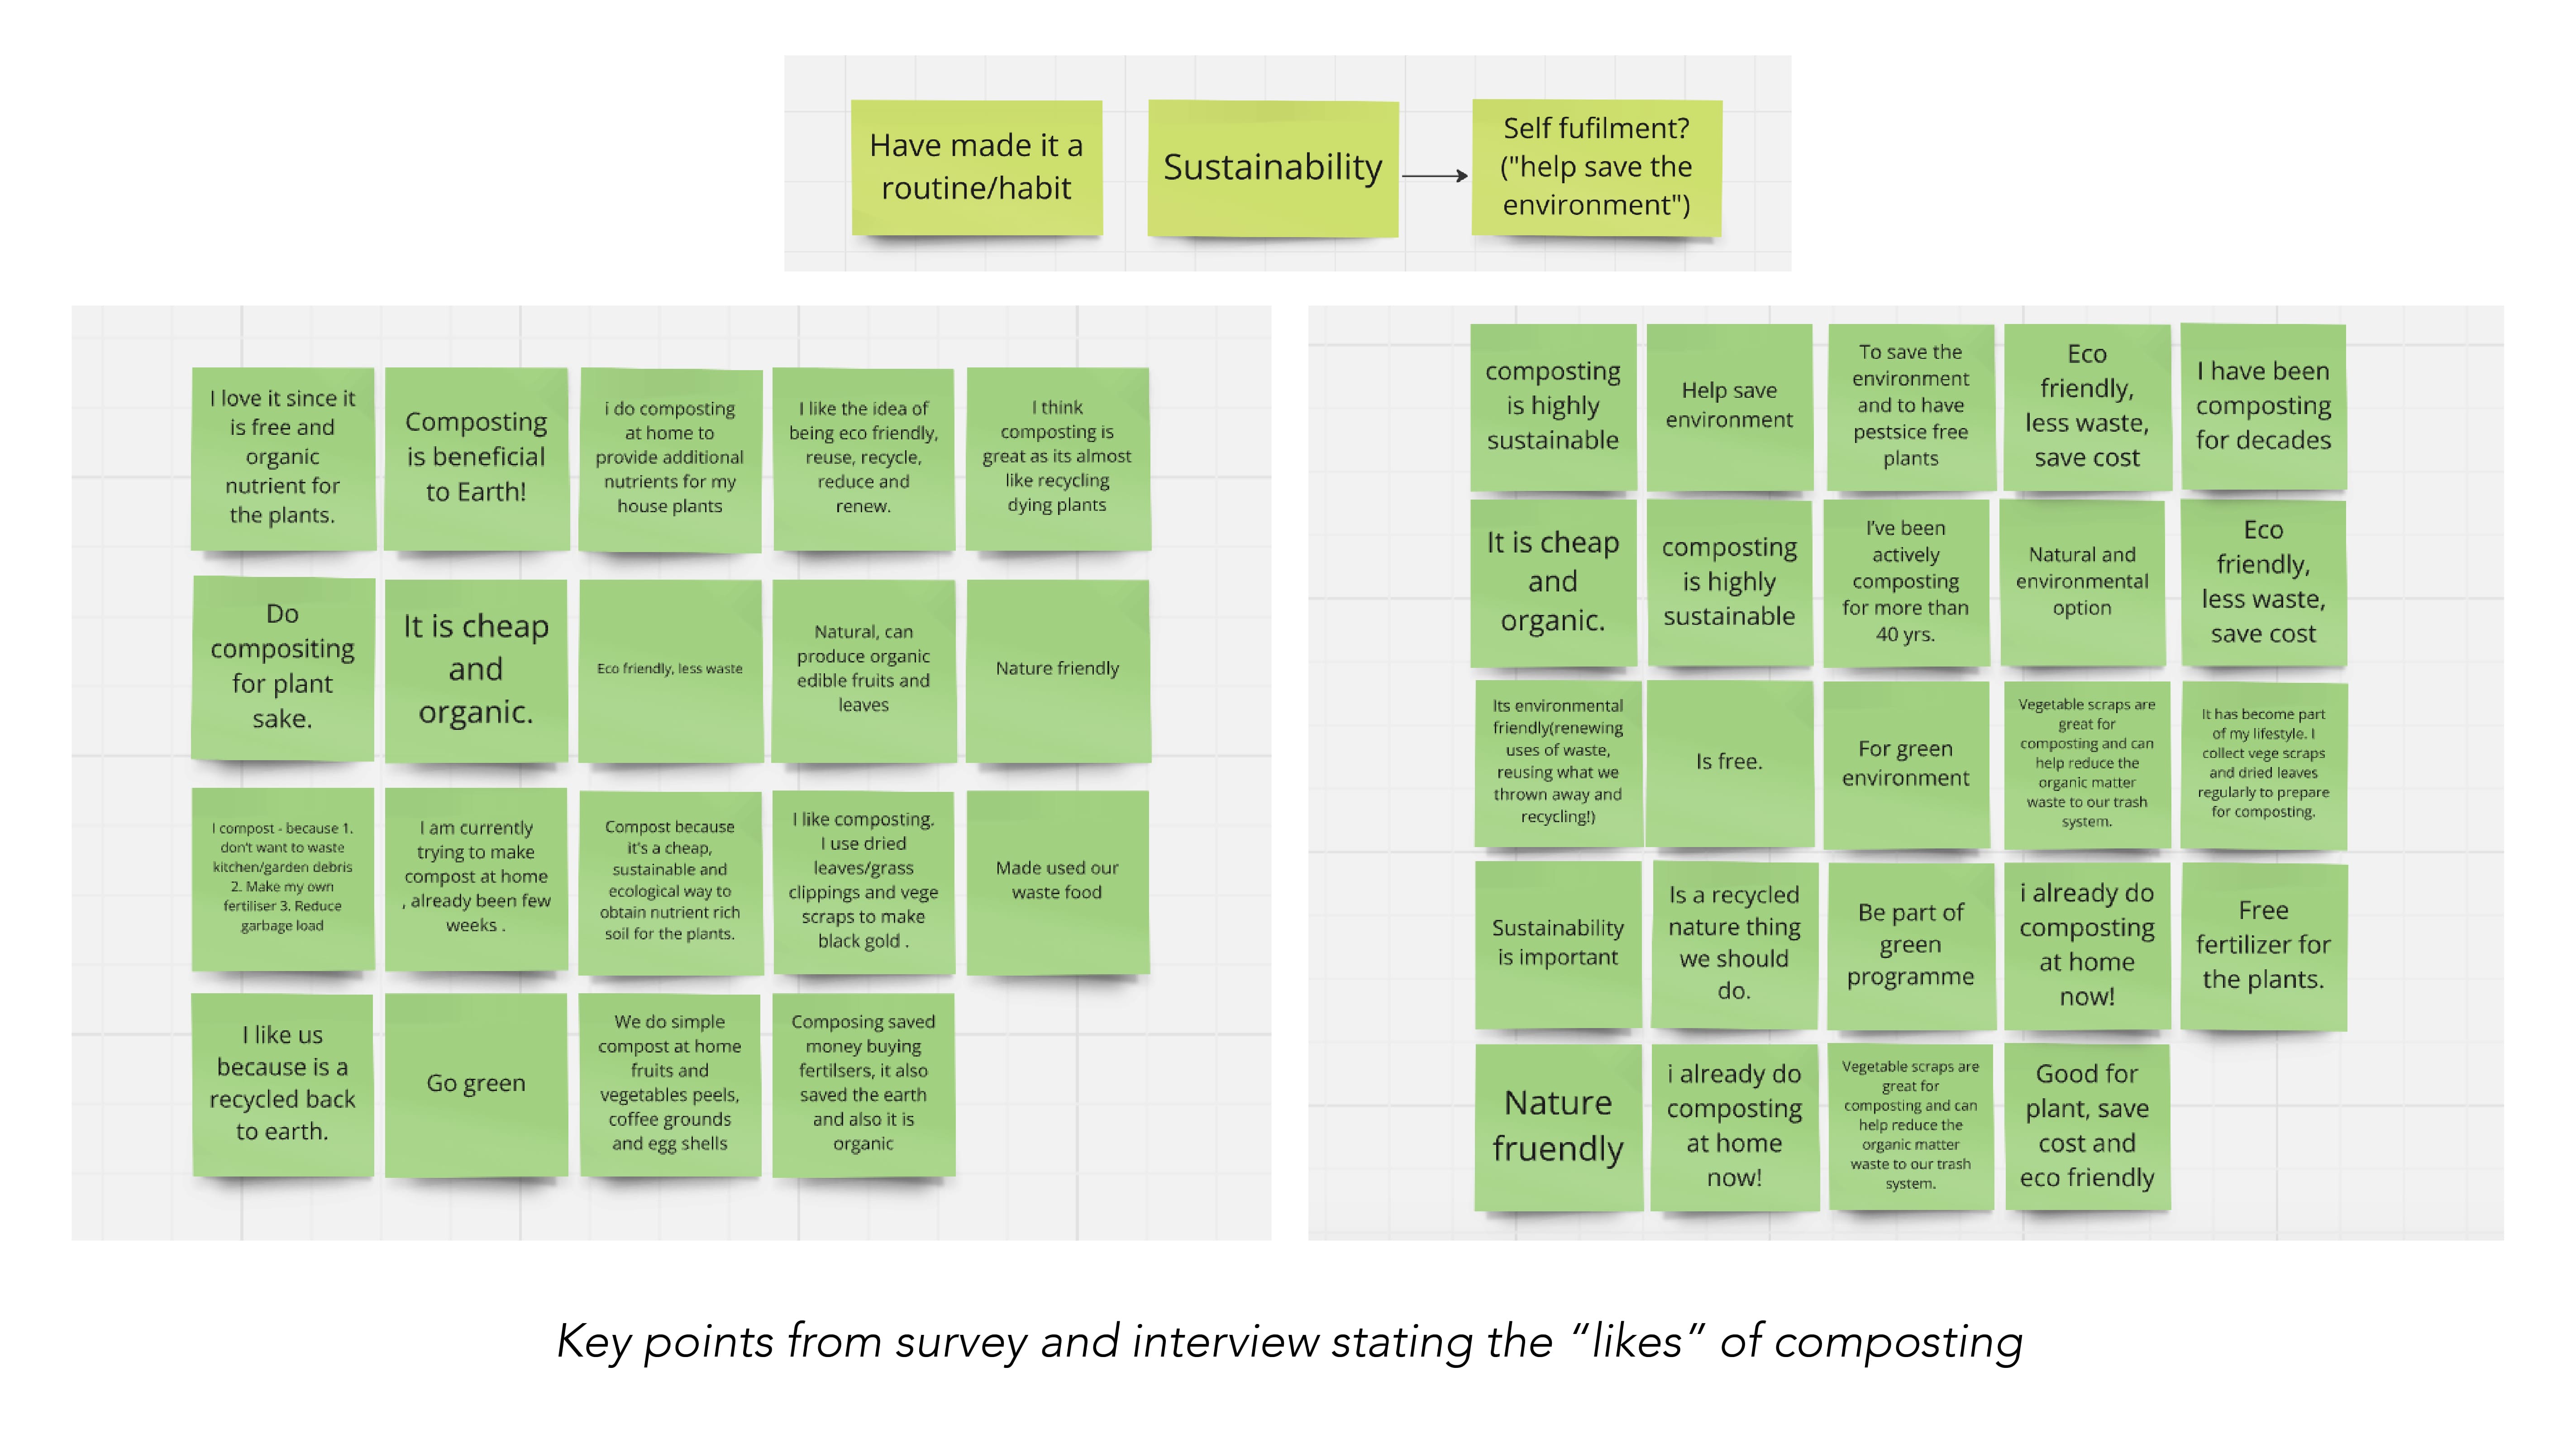 Have made it a
routine/habit
Sustainability
Self fufilment?
("help save the
environment")
I love it since it
is free and
organic
nutrient for
the plants.
Composting
is beneficial
to Earth!
i do composting
at home to
provide additional
nutrients for my
house plants
I like the idea of
being eco friendly,
reuse, recycle,
reduce and
renew.
I think
composting is
great as its almost
like recycling
dying plants
Do
compositing
for plant
sake.
It is cheap
and
organic.
Eco friendly, less waste
Natural, can
produce organic
edible fruits and
leaves
Nature friendly
I compost - because 1.
don't want to waste
kitchen/garden debris
2. Make my own
fertiliser 3. Reduce
garbage load
I am currently
trying to make
compost at home
, already been few
weeks .
Compost because
it's a cheap,
sustainable and
ecological way to
obtain nutrient rich
soil for the plants.
I like composting.
I use dried
leaves/grass
clippings and vege
scraps to make
black gold .
Made used our
waste food
I like us
because is a
recycled back
to earth.
Go green
We do simple
compost at home
fruits and
vegetables peels,
coffee grounds
and egg shells
Composing saved
money buying
fertilsers, it also
saved the earth
and also it is
organic
composting
is highly
sustainable
Help save
environment
To save the
environment
and to have
pestsice free
plants
Eco
friendly,
less waste,
save cost
I have been
composting
for decades
It is cheap
and
organic.
composting
is highly
sustainable
I've been
actively
composting
for more than
40 yrs.
Natural and
environmental
option
Eco
friendly,
less waste,
save cost
Its environmental
friendly(renewing
uses of waste,
reusing what we
thrown away and
recycling!)
Is free.
For green
environment
Vegetable scraps are
great for
composting and can
help reduce the
organic matter
waste to our trash
system.
It has become part
of my lifestyle. I
collect vege scraps
and dried leaves
regularly to prepare
for composting.
Sustainability
is important
Is a recycled
nature thing
we should
do.
Be part of
green
programme
i already do
composting
at home
now!
Free
fertilizer for
the plants.
Nature
fruendly
i already do
composting
at home
now!
Vegetable scraps are
great for
composting and can
help reduce the
organic matter
waste to our trash
system.
Good for
plant, save
cost and
eco friendly
Key points from survey and interview stating the “likes” of composting